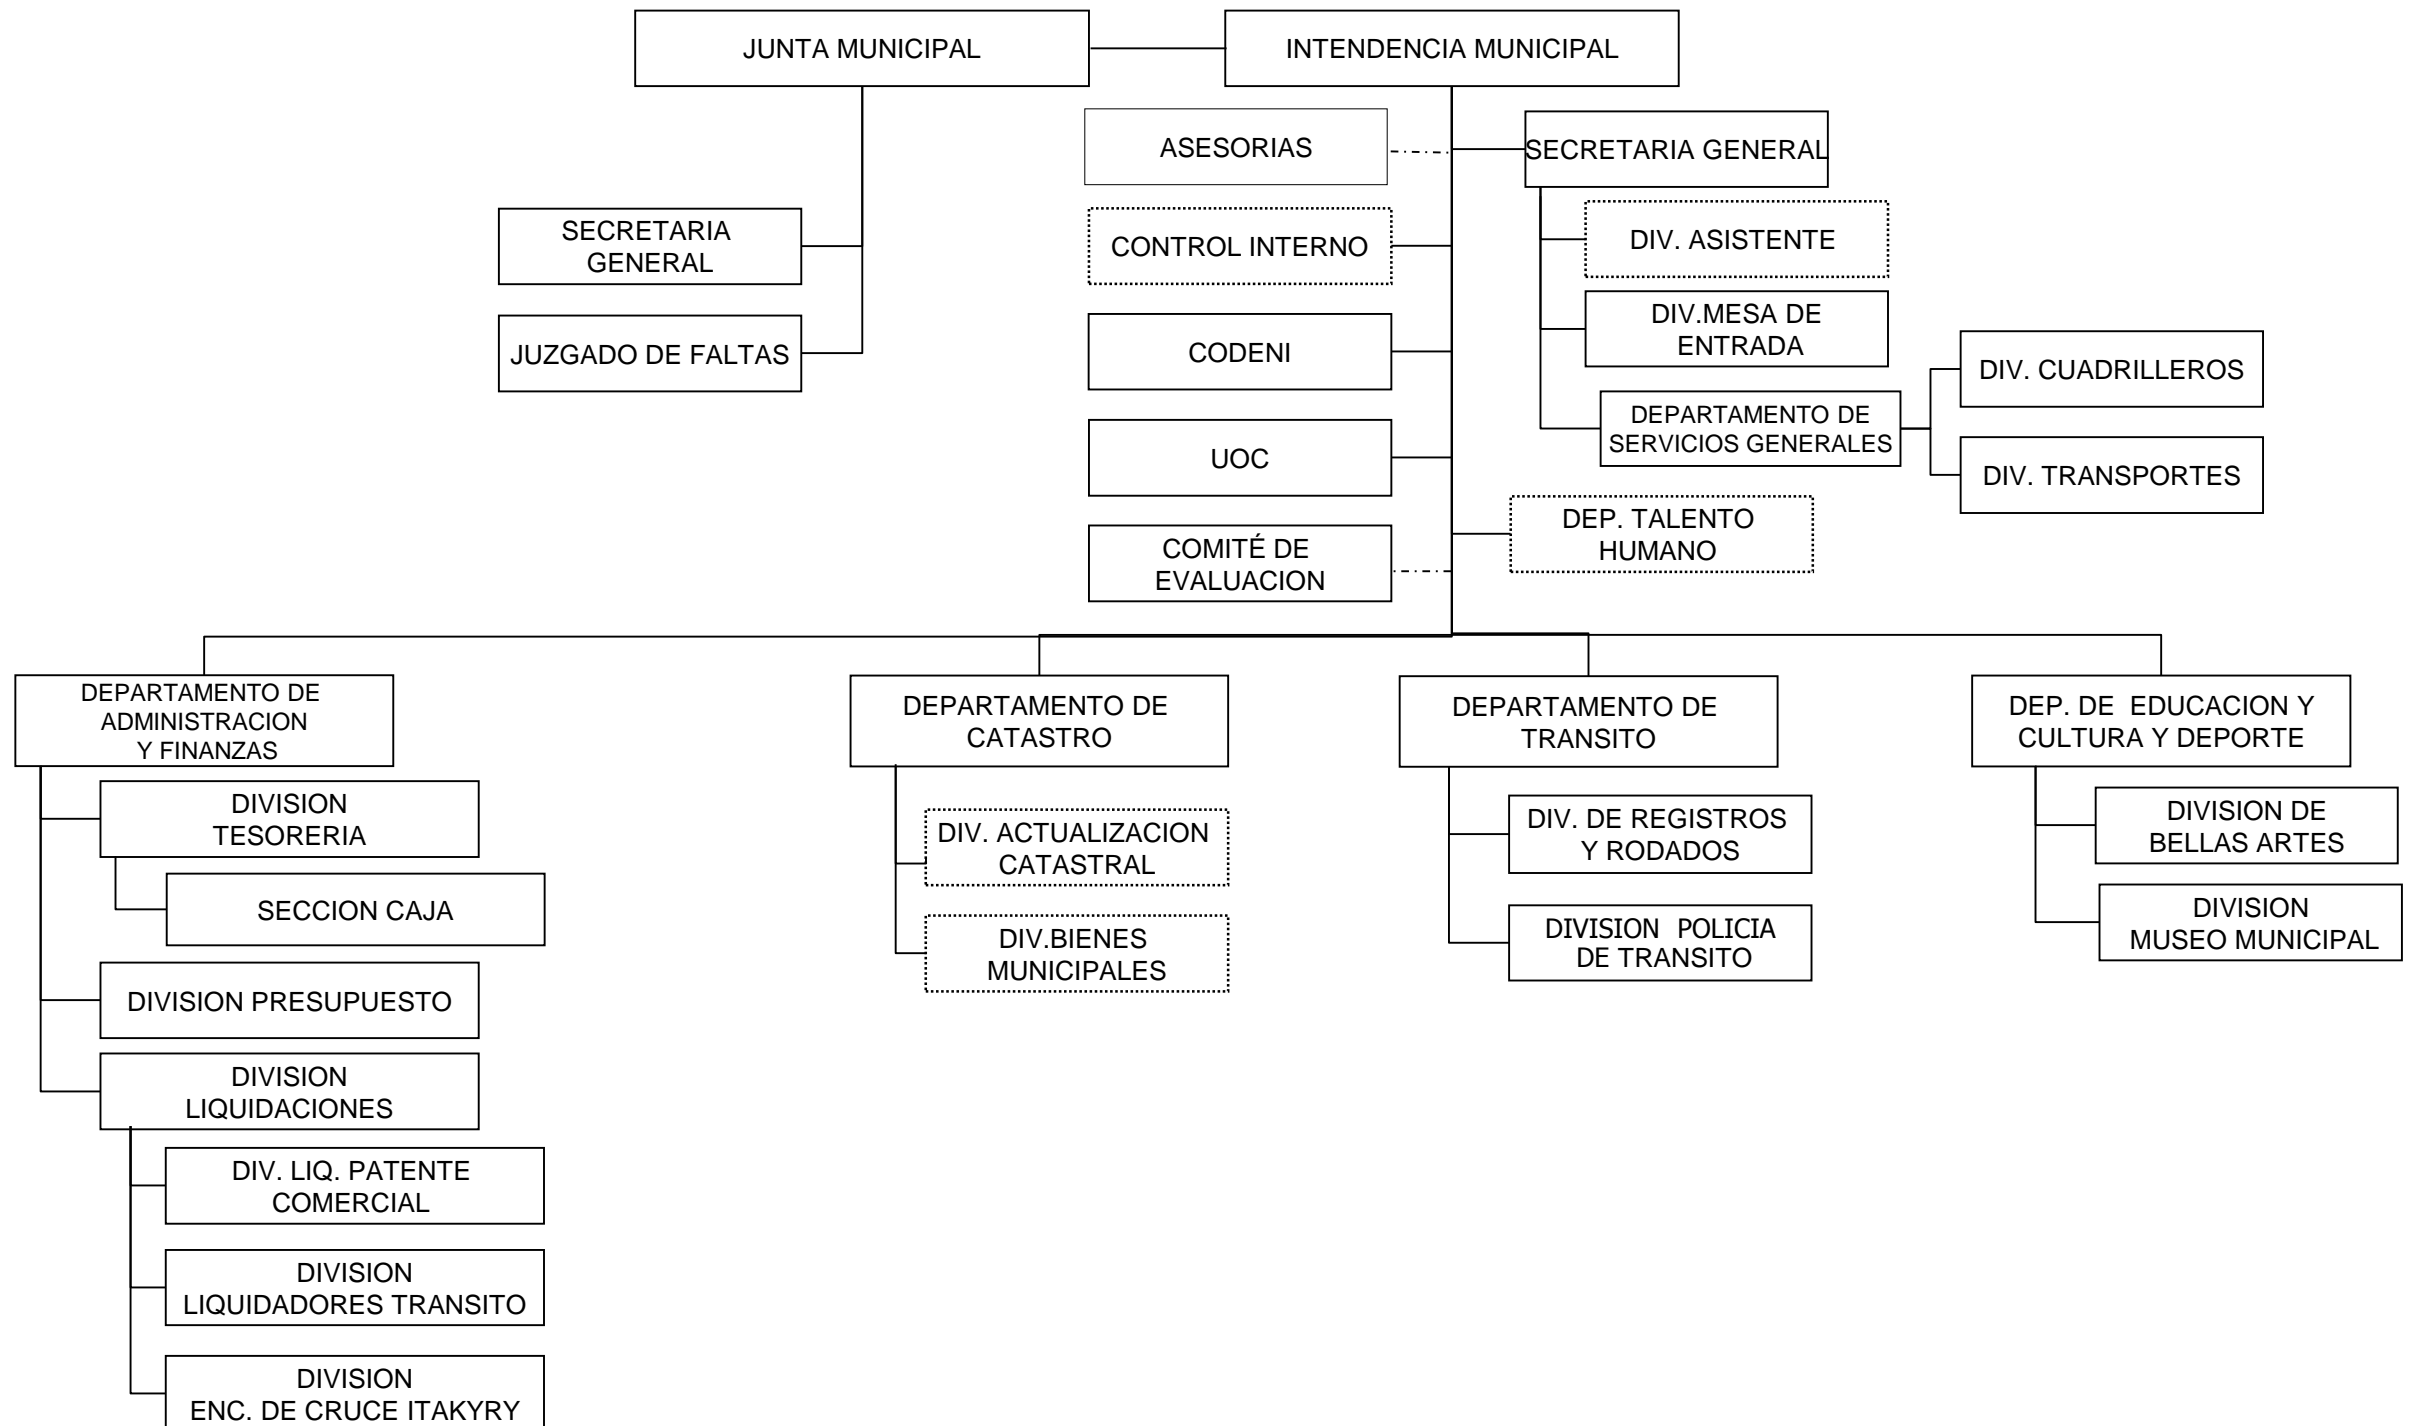 JUNTA MUNICIPAL
INTENDENCIA MUNICIPAL
ASESORIAS
SECRETARIA GENERAL
SECRETARIA
GENERAL
CONTROL INTERNO
DIV. ASISTENTE
JUZGADO DE FALTAS
CODENI
DIV.MESA DE
ENTRADA
DIV. CUADRILLEROS
UOC
DEPARTAMENTO DE
SERVICIOS GENERALES
DIV. TRANSPORTES
COMITÉ DE
EVALUACION
DEP. TALENTO
HUMANO
DEPARTAMENTO DE
ADMINISTRACION
Y FINANZAS
DIVISION
TESORERIA
SECCION CAJA
DIVISION PRESUPUESTO
DIVISION
LIQUIDACIONES
DIV. LIQ. PATENTE
COMERCIAL
DIVISION
LIQUIDADORES TRANSITO
DIVISION
ENC. DE CRUCE ITAKYRY
DEPARTAMENTO DE
CATASTRO
DIV. ACTUALIZACION
CATASTRAL
DIV.BIENES
MUNICIPALES
DEPARTAMENTO DE
TRANSITO
DIV. DE REGISTROS
Y RODADOS
DIVISION POLICIA
DE TRANSITO
DEP. DE EDUCACION Y
CULTURA Y DEPORTE
DIVISION DE
BELLAS ARTES
DIVISION
MUSEO MUNICIPAL